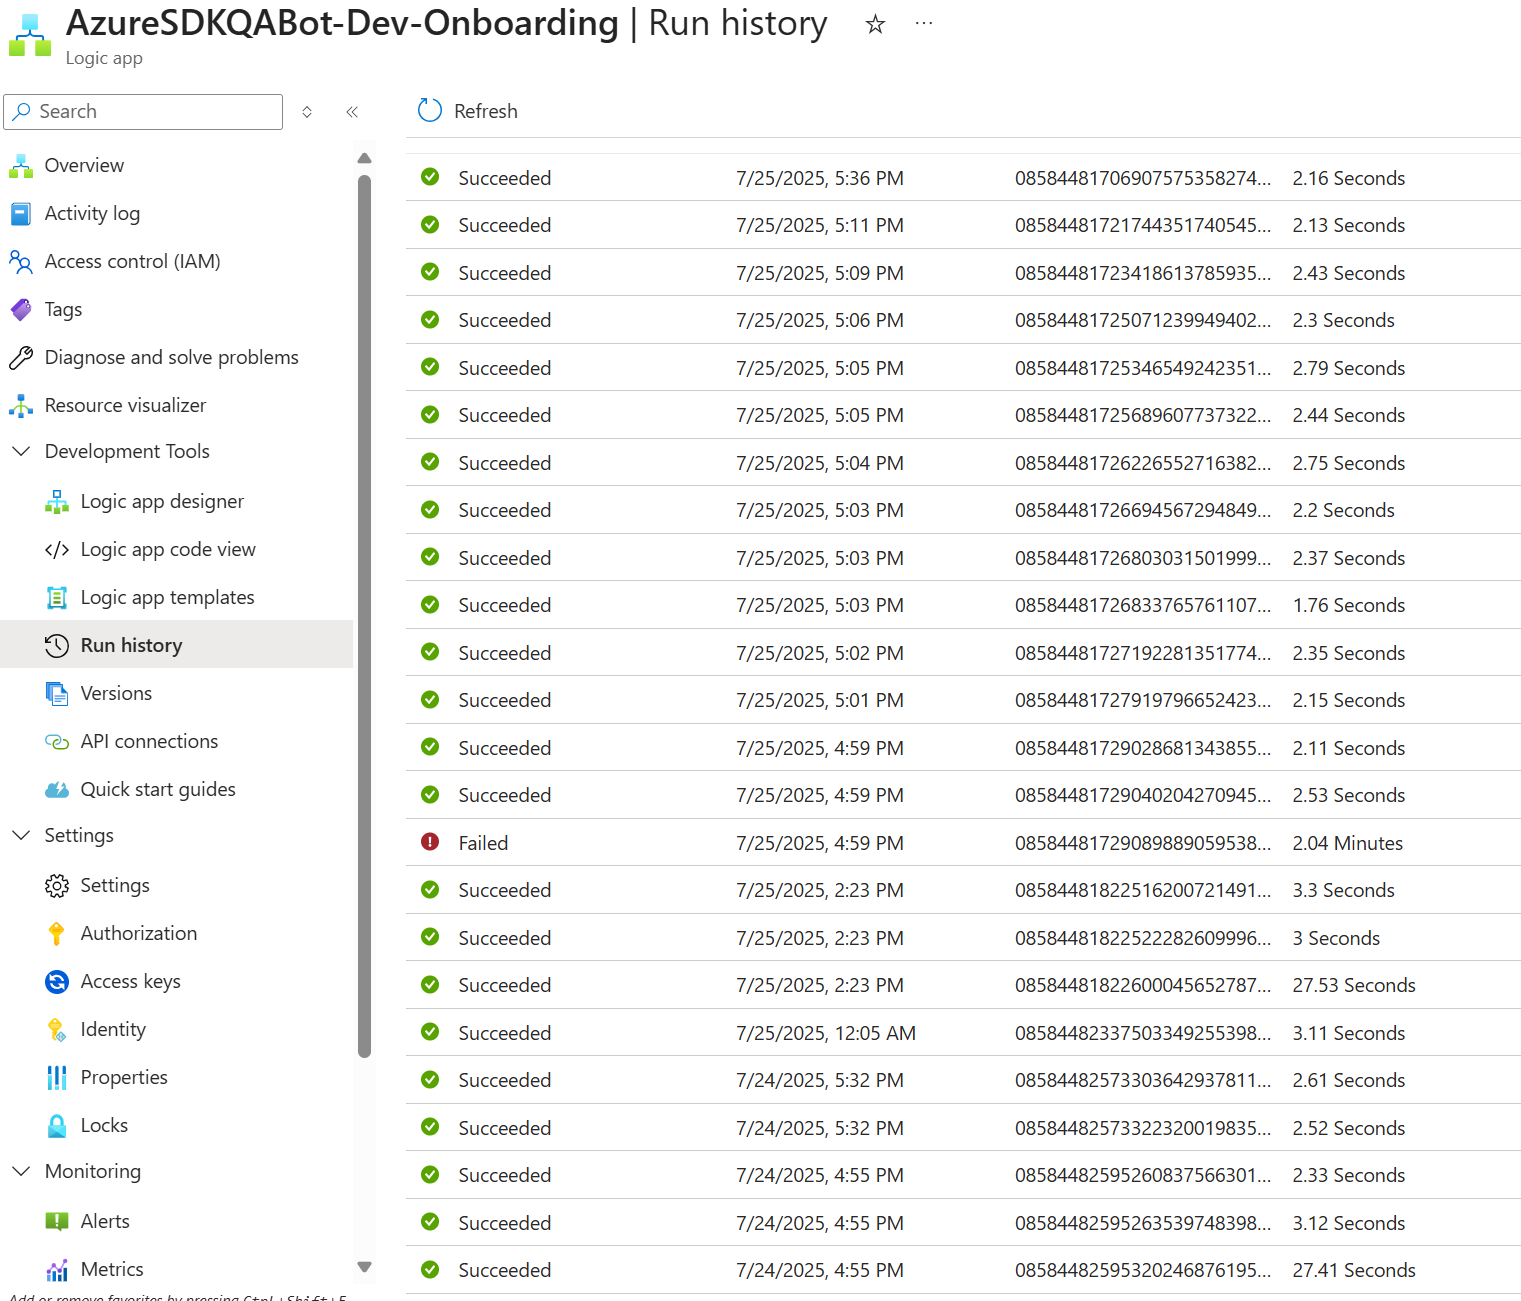 AzureSDKQABot-Dev-Onboarding | Run history
Logic app
Search
Overview
Activity log
Access control (IAM)
Tags
Diagnose and solve problems
Resource visualizer
Development Tools
Logic app designer
Logic app code view
Logic app templates
Run history
Versions
API connections
Quick start guides
Settings
Settings
Authorization
Access keys
Identity
Properties
Locks
Monitoring
Alerts
Metrics
Add or remove favorites by pressing Ctrl+Shift+F
Refresh
Succeeded 7/25/2025, 5:36 PM 08584481706907575358274... 2.16 Seconds
Succeeded 7/25/2025, 5:11 PM 08584481721744351740545... 2.13 Seconds
Succeeded 7/25/2025, 5:09 PM 08584481723418613785935... 2.43 Seconds
Succeeded 7/25/2025, 5:06 PM 08584481725071239949402... 2.3 Seconds
Succeeded 7/25/2025, 5:05 PM 08584481725346549242351... 2.79 Seconds
Succeeded 7/25/2025, 5:05 PM 08584481725689607737322... 2.44 Seconds
Succeeded 7/25/2025, 5:04 PM 08584481726226552716382... 2.75 Seconds
Succeeded 7/25/2025, 5:03 PM 08584481726694567294849... 2.2 Seconds
Succeeded 7/25/2025, 5:03 PM 08584481726803031501999... 2.37 Seconds
Succeeded 7/25/2025, 5:03 PM 08584481726833765761107... 1.76 Seconds
Succeeded 7/25/2025, 5:02 PM 08584481727192281351774... 2.35 Seconds
Succeeded 7/25/2025, 5:01 PM 08584481727919796652423... 2.15 Seconds
Succeeded 7/25/2025, 4:59 PM 08584481729028681343855... 2.11 Seconds
Succeeded 7/25/2025, 4:59 PM 08584481729040204270945... 2.53 Seconds
Failed 7/25/2025, 4:59 PM 08584481729089889059538... 2.04 Minutes
Succeeded 7/25/2025, 2:23 PM 08584481822516200721491... 3.3 Seconds
Succeeded 7/25/2025, 2:23 PM 08584481822522282609996... 3 Seconds
Succeeded 7/25/2025, 2:23 PM 08584481822600045652787... 27.53 Seconds
Succeeded 7/25/2025, 12:05 AM 08584482337503349255398... 3.11 Seconds
Succeeded 7/24/2025, 5:32 PM 08584482573303642937811... 2.61 Seconds
Succeeded 7/24/2025, 5:32 PM 08584482573322320019835... 2.52 Seconds
Succeeded 7/24/2025, 4:55 PM 08584482595260837566301... 2.33 Seconds
Succeeded 7/24/2025, 4:55 PM 08584482595263539748398... 3.12 Seconds
Succeeded 7/24/2025, 4:55 PM 08584482595320246876195... 27.41 Seconds